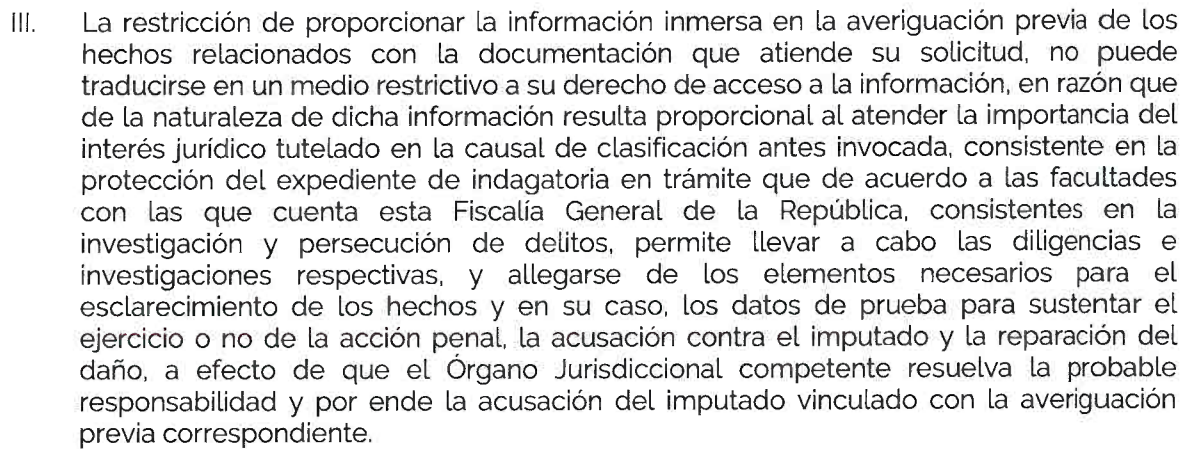 III. La restricción de proporcionar la información inmersa en la averiguación previa de los
hechos relacionados con la documentación que atiende su solicitud, no puede
traducirse en un medio restrictivo a su derecho de acceso a la información, en razón que
de la naturaleza de dicha información resulta proporcional al atender la importancia del
interés jurídico tutelado en la causal de clasificación antes invocada, consistente en la
protección del expediente de indagatoria en trámite que de acuerdo a las facultades
con las que cuenta esta Fiscalía General de la República, consistentes en la
investigación y persecución de delitos, permite llevar a cabo las diligencias e
investigaciones respectivas, y allegarse de los elementos necesarios para el
esclarecimiento de los hechos y en su caso, los datos de prueba para sustentar el
ejercicio o no de la acción penal, la acusación contra el imputado y la reparación del
daño, a efecto de que el Órgano Jurisdiccional competente resuelva la probable
responsabilidad y por ende la acusación del imputado vinculado con la averiguación
previa correspondiente.